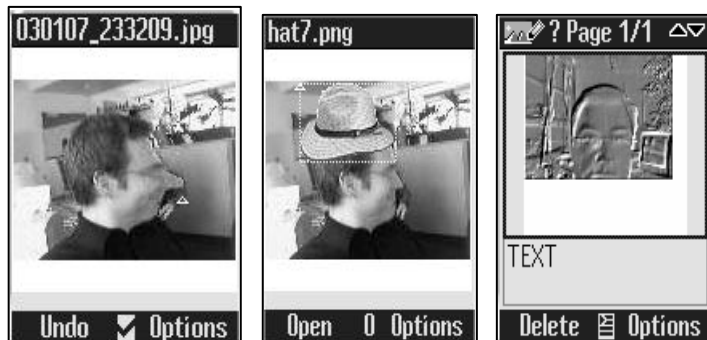 030107_233209.jpg
Undo Options
hat7.png
Open 0 Options
? Page 1/1
TEXT
Delete Options